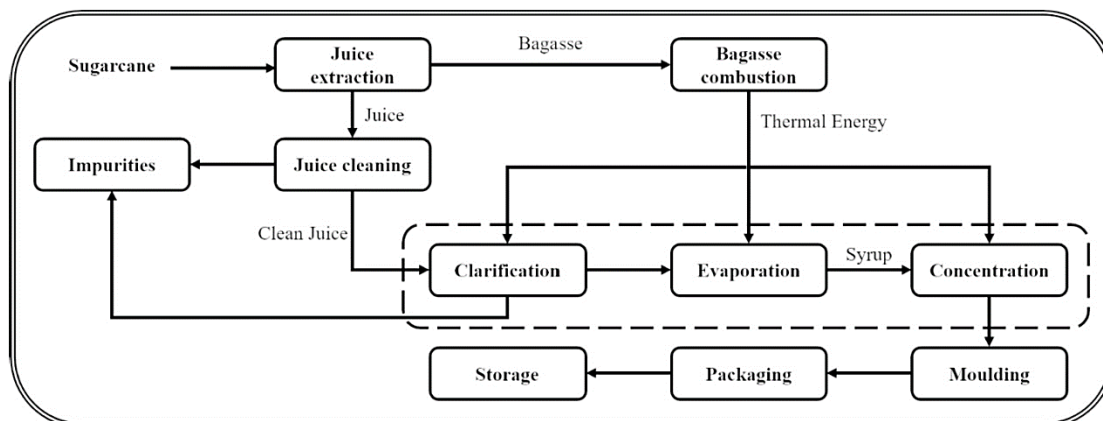 Sugarcane
Juice
extraction
Bagasse
Bagasse
combustion
Juice
Thermal Energy
Impurities
Juice cleaning
Clean Juice
Clarification
Evaporation
Syrup
Concentration
Storage
Packaging
Moulding